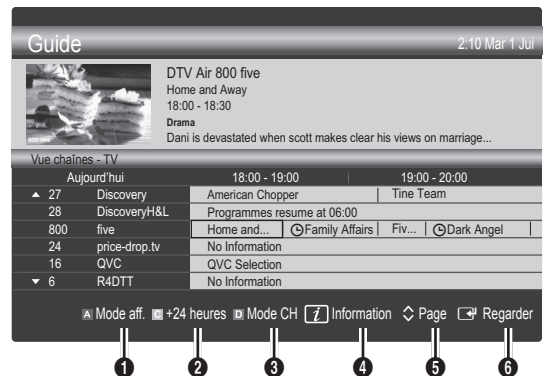 Guide 2:10 Mar 1 Jui
DTV Air 800 five
Home and Away
18:00 - 18:30
Drama
Dani is devastated when scott makes clear his views on marriage...
800 five
Vue chaînes - TV
Aujourd'hui 18:00 - 19:00 19:00 - 20:00
▲ 27 Discovery American Chopper Tine Team
28 DiscoveryH&L Programmes resume at 06:00
800 five Home and... Family Affairs Fiv... Dark Angel
24 price-drop.tv No Information
16 QVC QVC Selection
▼ 6 R4DTT No Information
A Mode aff. C +24 heures D Mode CH i Information Page Regarder
1 2 3 4 5 6